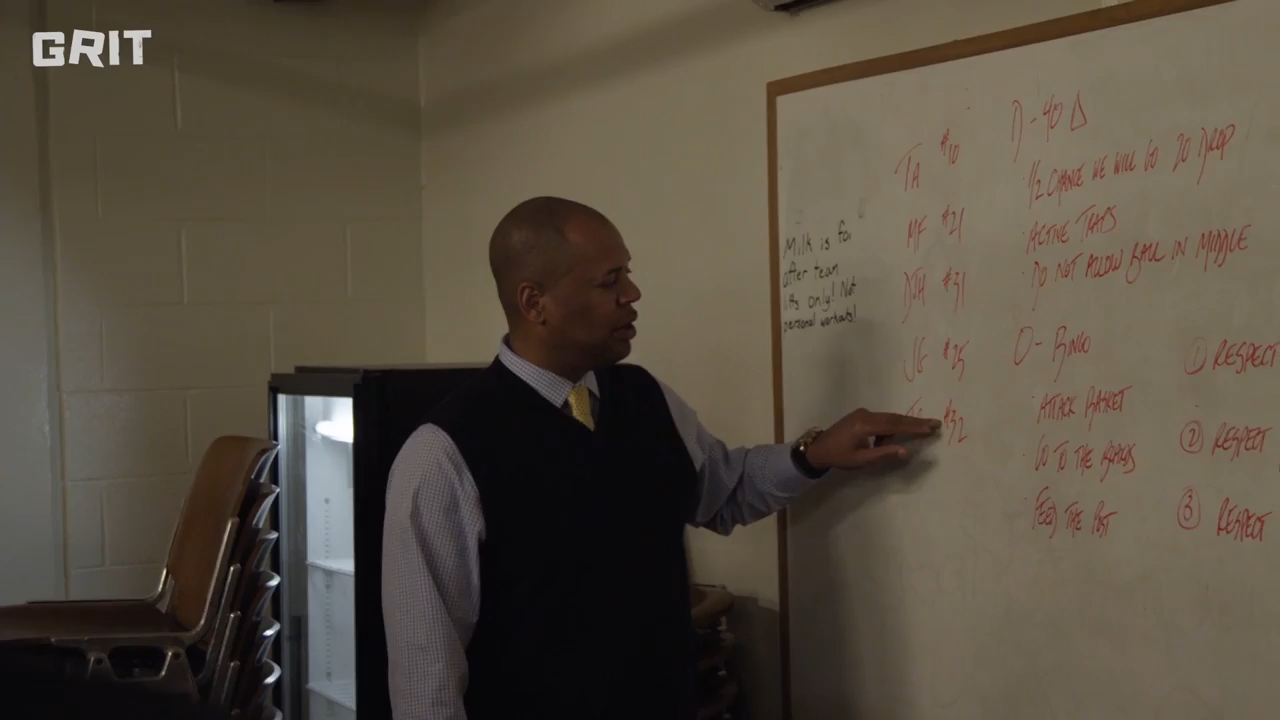 GRIT
Milk is for
after team
lifts only! Not
personal workouts!
TA #10
MF #21
DJH #31
JG #25
#32
D-40 Δ
1/2 CHANCE WE WILL GO 20 DROP
· ACTIVE TRAPS
· DO NOT ALLOW BALL IN MIDDLE
O- BINGO
· ATTACK BASKET
· GO TO THE BOARDS
· FEED THE POST
① RESPECT
② RESPECT
③ RESPECT